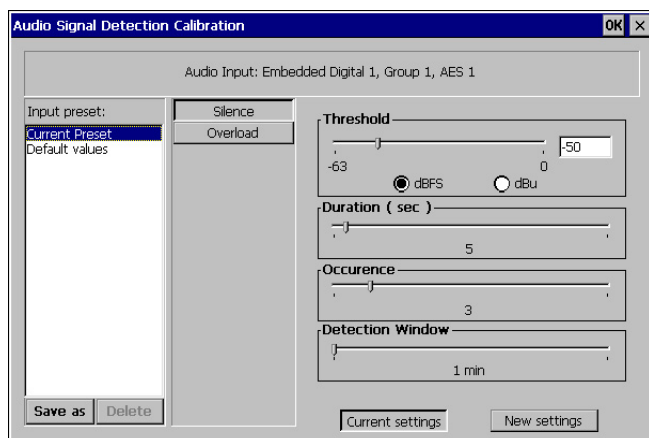 Audio Signal Detection Calibration
OK
Audio Input: Embedded Digital 1, Group 1, AES 1
Input preset:
Current Preset
Default values
Save as
Delete
Silence
Overload
Threshold
-50
-63
0
dBFS
dBu
Duration ( sec )
5
Occurence
3
Detection Window
1 min
Current settings
New settings